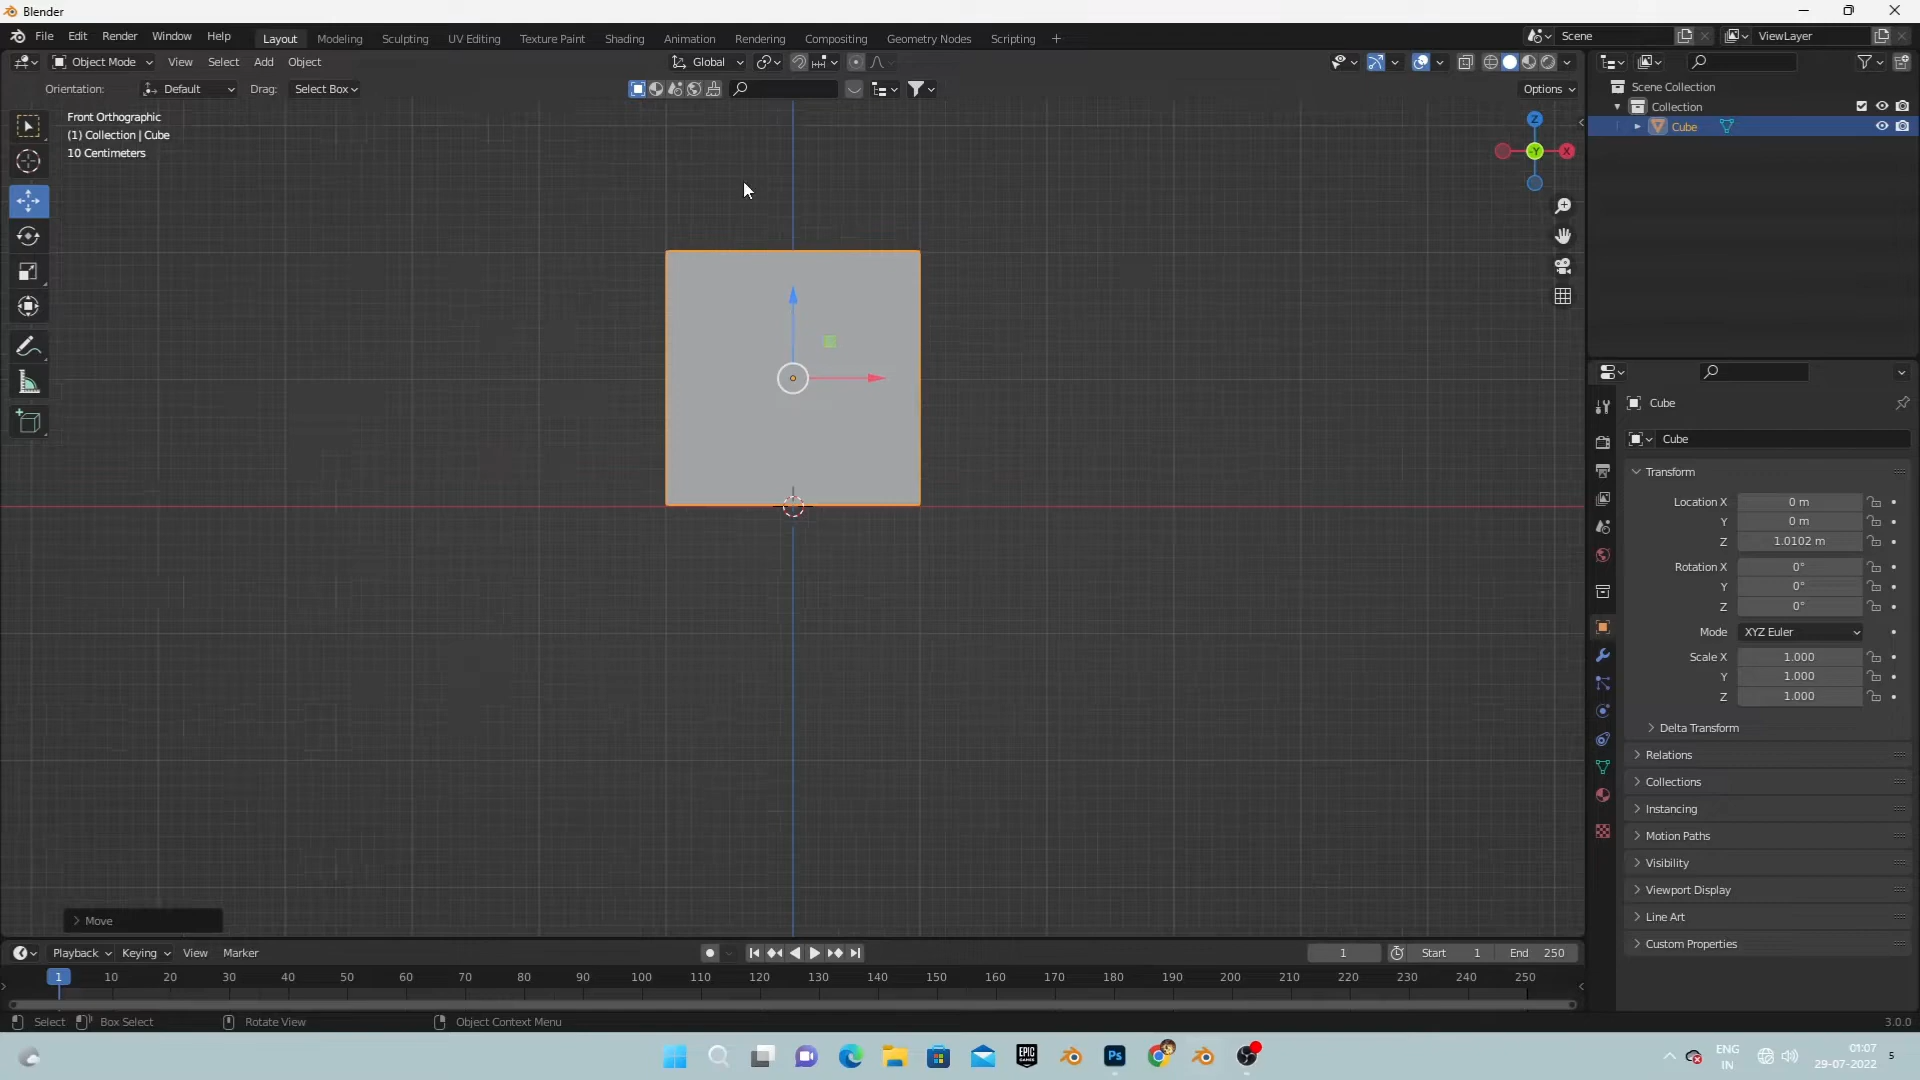 Blender
File Edit Render Window Help Layout Modeling Sculpting UV Editing Texture Paint Shading Animation Rendering Compositing Geometry Nodes Scripting + Scene ViewLayer
Object Mode View Select Add Object Global
Orientation: Default Drag: Select Box Options
Front Orthographic
(1) Collection | Cube
10 Centimeters
Z
-Y
X
Scene Collection
Collection
Cube
Cube
Cube
Transform
Location X 0 m
Y 0 m
Z 1.0102 m
Rotation X 0°
Y 0°
Z 0°
Mode XYZ Euler
Scale X 1.000
Y 1.000
Z 1.000
Delta Transform
Relations
Collections
Instancing
Motion Paths
Visibility
Viewport Display
Line Art
Custom Properties
Move
Playback Keying View Marker 1 Start 1 End 250
1 10 20 30 40 50 60 70 80 90 100 110 120 130 140 150 160 170 180 190 200 210 220 230 240 250
Select Box Select Rotate View Object Context Menu 3.0.0
EPIC GAMES
Ps
ENG
IN
01:07
29-07-2022
5